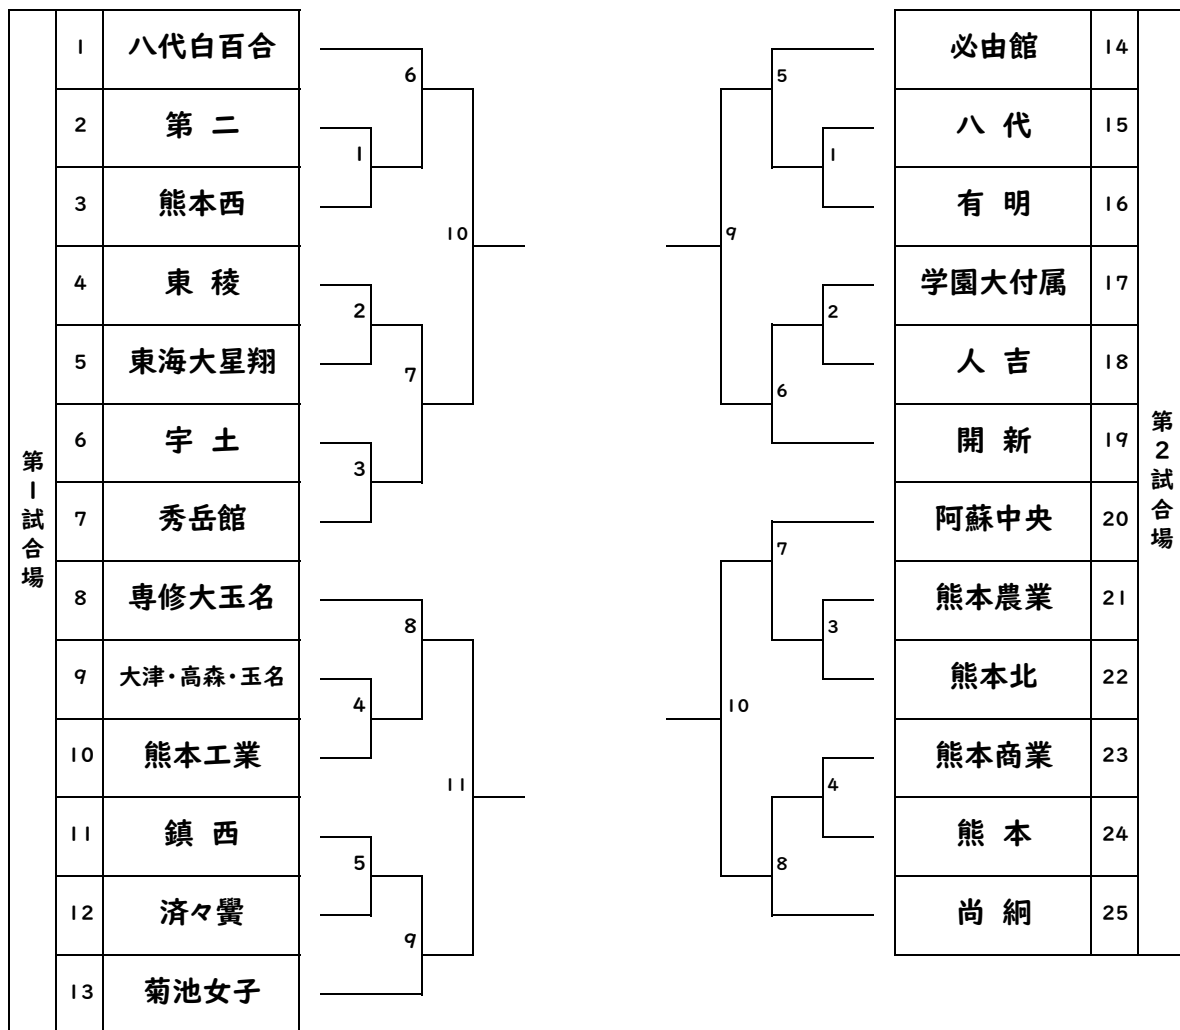 第1試合場
1 八代白百合
2 第 二
3 熊本西
4 東 稜
5 東海大星翔
6 宇 土
7 秀岳館
8 専修大玉名
9 大津・高森・玉名
10 熊本工業
11 鎮 西
12 済々黌
13 菊池女子
6
1
10
2
7
3
8
4
11
5
9
5
1
9
2
6
7
3
10
4
8
必由館 14
八 代 15
有 明 16
学園大付属 17
人 吉 18
開 新 19
阿蘇中央 20
熊本農業 21
熊本北 22
熊本商業 23
熊 本 24
尚 絅 25
第2試合場